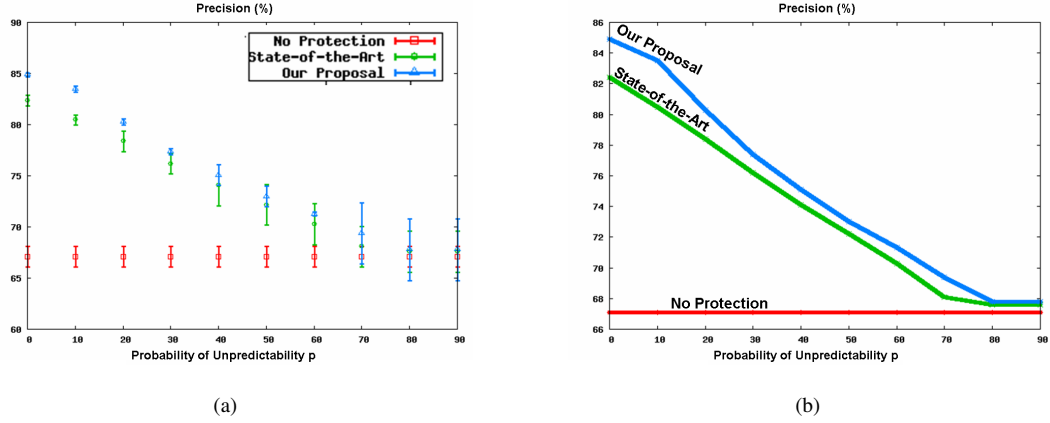 Precision (%)
90
85
80
75
70
65
60
No Protection
State-of-the-Art
Our Proposal
0 10 20 30 40 50 60 70 80 90
Probability of Unpredictability p
(a)
Precision (%)
86
84
82
80
78
76
74
72
70
68
66
Our Proposal
State-of-the-Art
No Protection
0 10 20 30 40 50 60 70 80 90
Probability of Unpredictability p
(b)